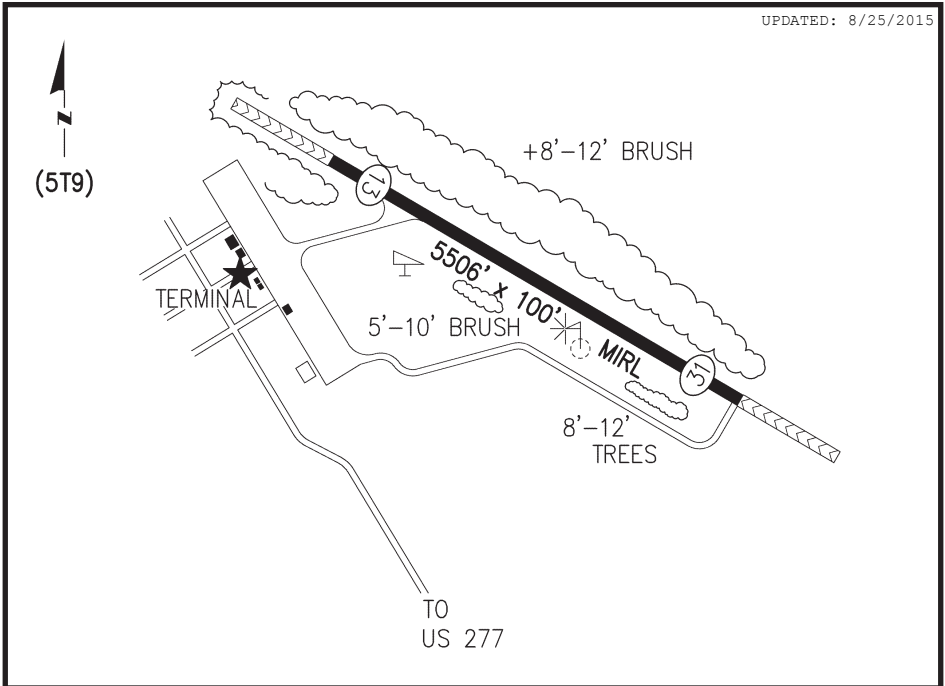 UPDATED: 8/25/2015
N
(5T9)
+8'-12' BRUSH
13
5506' x 100'
TERMINAL
5'-10' BRUSH
MIRL
31
8'-12'
TREES
TO
US 277